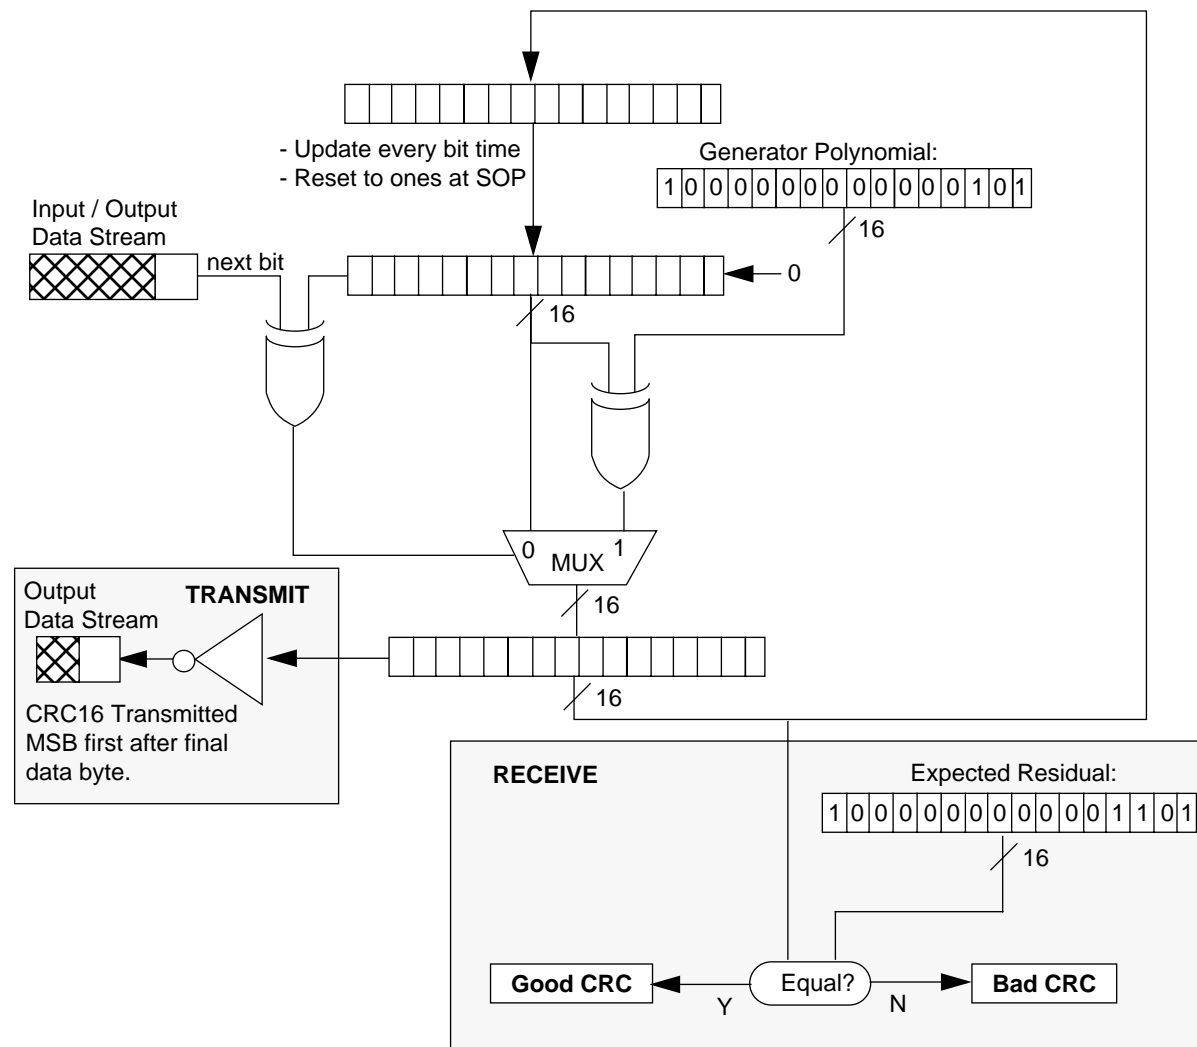 - Update every bit time
- Reset to ones at SOP
Generator Polynomial:
1 0 0 0 0 0 0 0 0 0 0 0 0 1 0 1
16
Input / Output
Data Stream
next bit
0
16
0 1
MUX
16
Output
Data Stream
TRANSMIT
16
CRC16 Transmitted
MSB first after final
data byte.
RECEIVE
Expected Residual:
1 0 0 0 0 0 0 0 0 0 0 0 1 1 0 1
16
Good CRC
Y
Equal?
N
Bad CRC